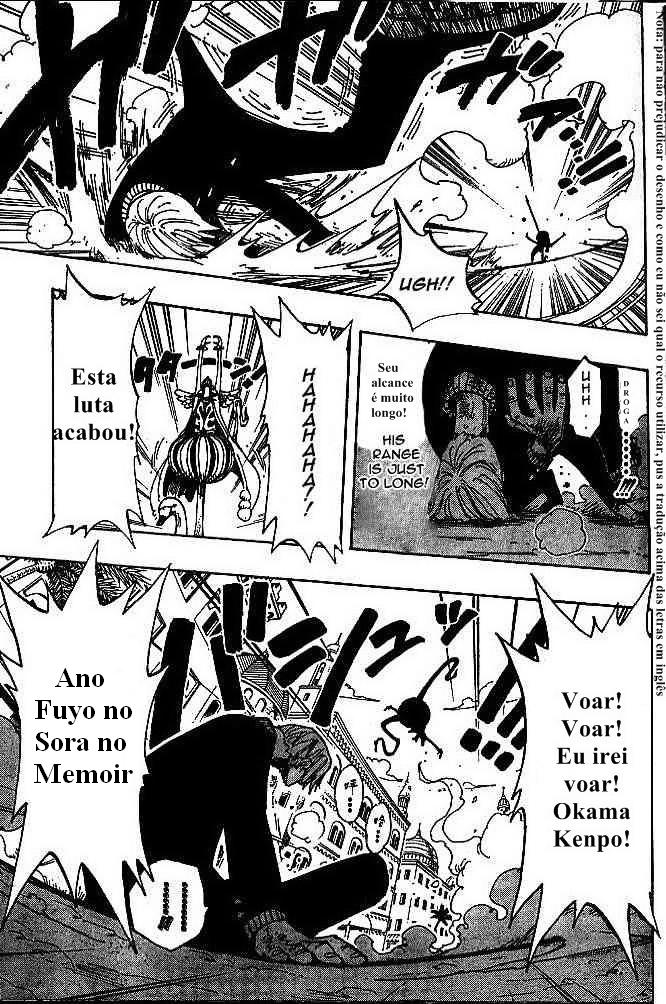 Nota: para não prejudicar o desenho e como eu não sei qual o recurso utilizar, pus a tradução acima das letras em inglês
UGH!!
DROGA
UHH.
Seu
alcance
é muito
longo!
HIS
RANGE
IS JUST
TO LONG!
HAHAHAHA!!
Esta
luta
acabou!
Voar!
Voar!
Eu irei
voar!
Okama
Kenpo!
Ano
Fuyo no
Sora no
Memoir